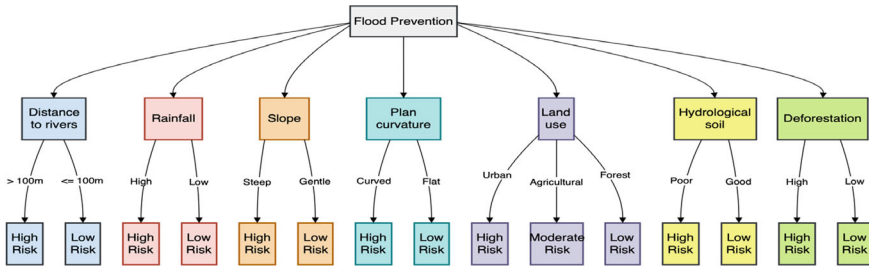 Flood Prevention
Distance
to rivers
Rainfall
Slope
Plan
curvature
Land
use
Hydrological
soil
Deforestation
> 100m
<= 100m
High
Low
Steep
Gentle
Curved
Flat
Urban
Agricultural
Forest
Poor
Good
High
Low
High
Risk
Low
Risk
High
Risk
Low
Risk
High
Risk
Low
Risk
High
Risk
Low
Risk
High
Risk
Moderate
Risk
Low
Risk
High
Risk
Low
Risk
High
Risk
Low
Risk